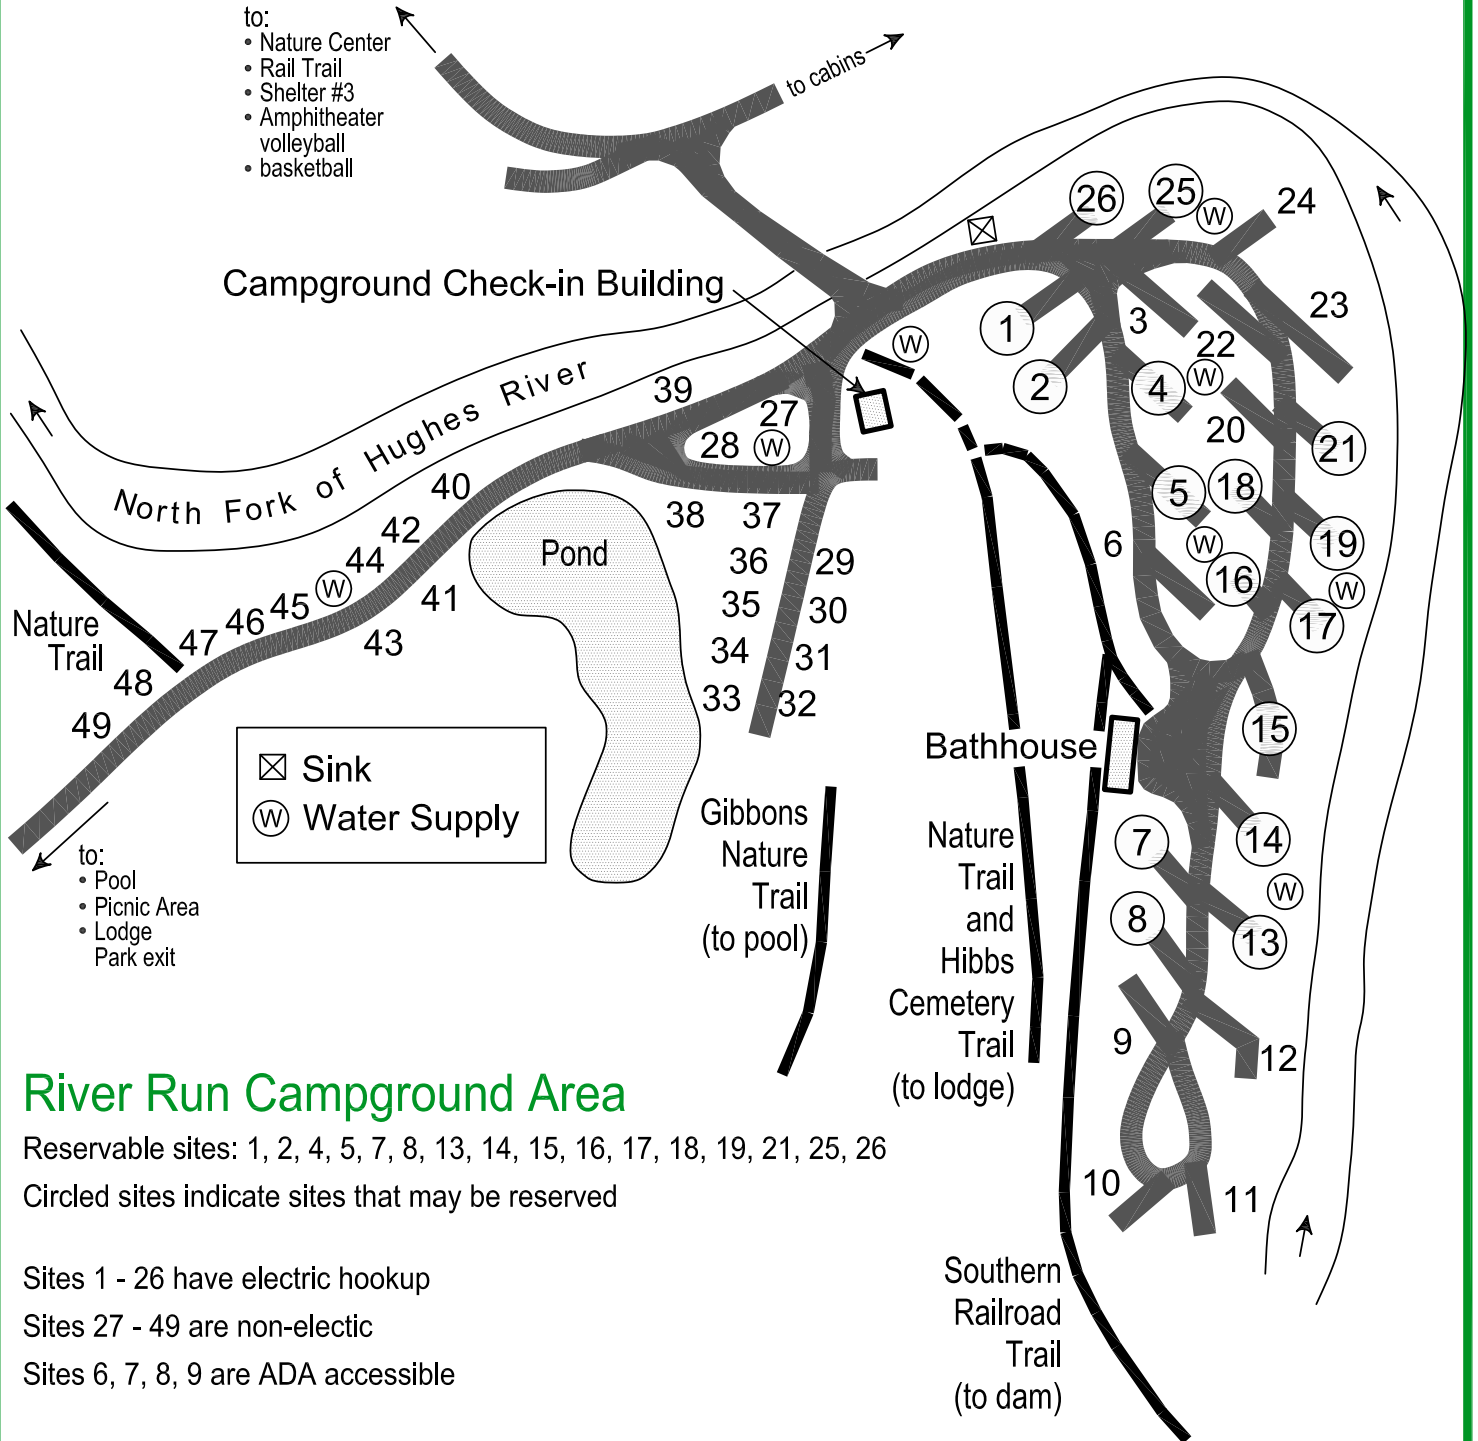 to:
• Nature Center
• Rail Trail
• Shelter #3
• Amphitheater
volleyball
• basketball
to cabins
Campground Check-in Building
North Fork of Hughes River
26
25
W
24
23
1
3
22
2
4
W
W
39
27
28
W
20
21
5
18
40
38
37
42
6
W
19
Pond
36
29
44
16
W
W
41
35
30
17
46
45
47
43
34
31
Nature
Trail
48
33
32
49
15
Bathhouse
Sink
W Water Supply
Gibbons
Nature
Trail
(to pool)
Nature
Trail
and
Hibbs
Cemetery
Trail
(to lodge)
7
14
W
8
13
to:
• Pool
• Picnic Area
• Lodge
Park exit
9
12
10
11
River Run Campground Area
Reservable sites: 1, 2, 4, 5, 7, 8, 13, 14, 15, 16, 17, 18, 19, 21, 25, 26
Circled sites indicate sites that may be reserved
Sites 1 - 26 have electric hookup
Sites 27 - 49 are non-electic
Sites 6, 7, 8, 9 are ADA accessible
Southern
Railroad
Trail
(to dam)